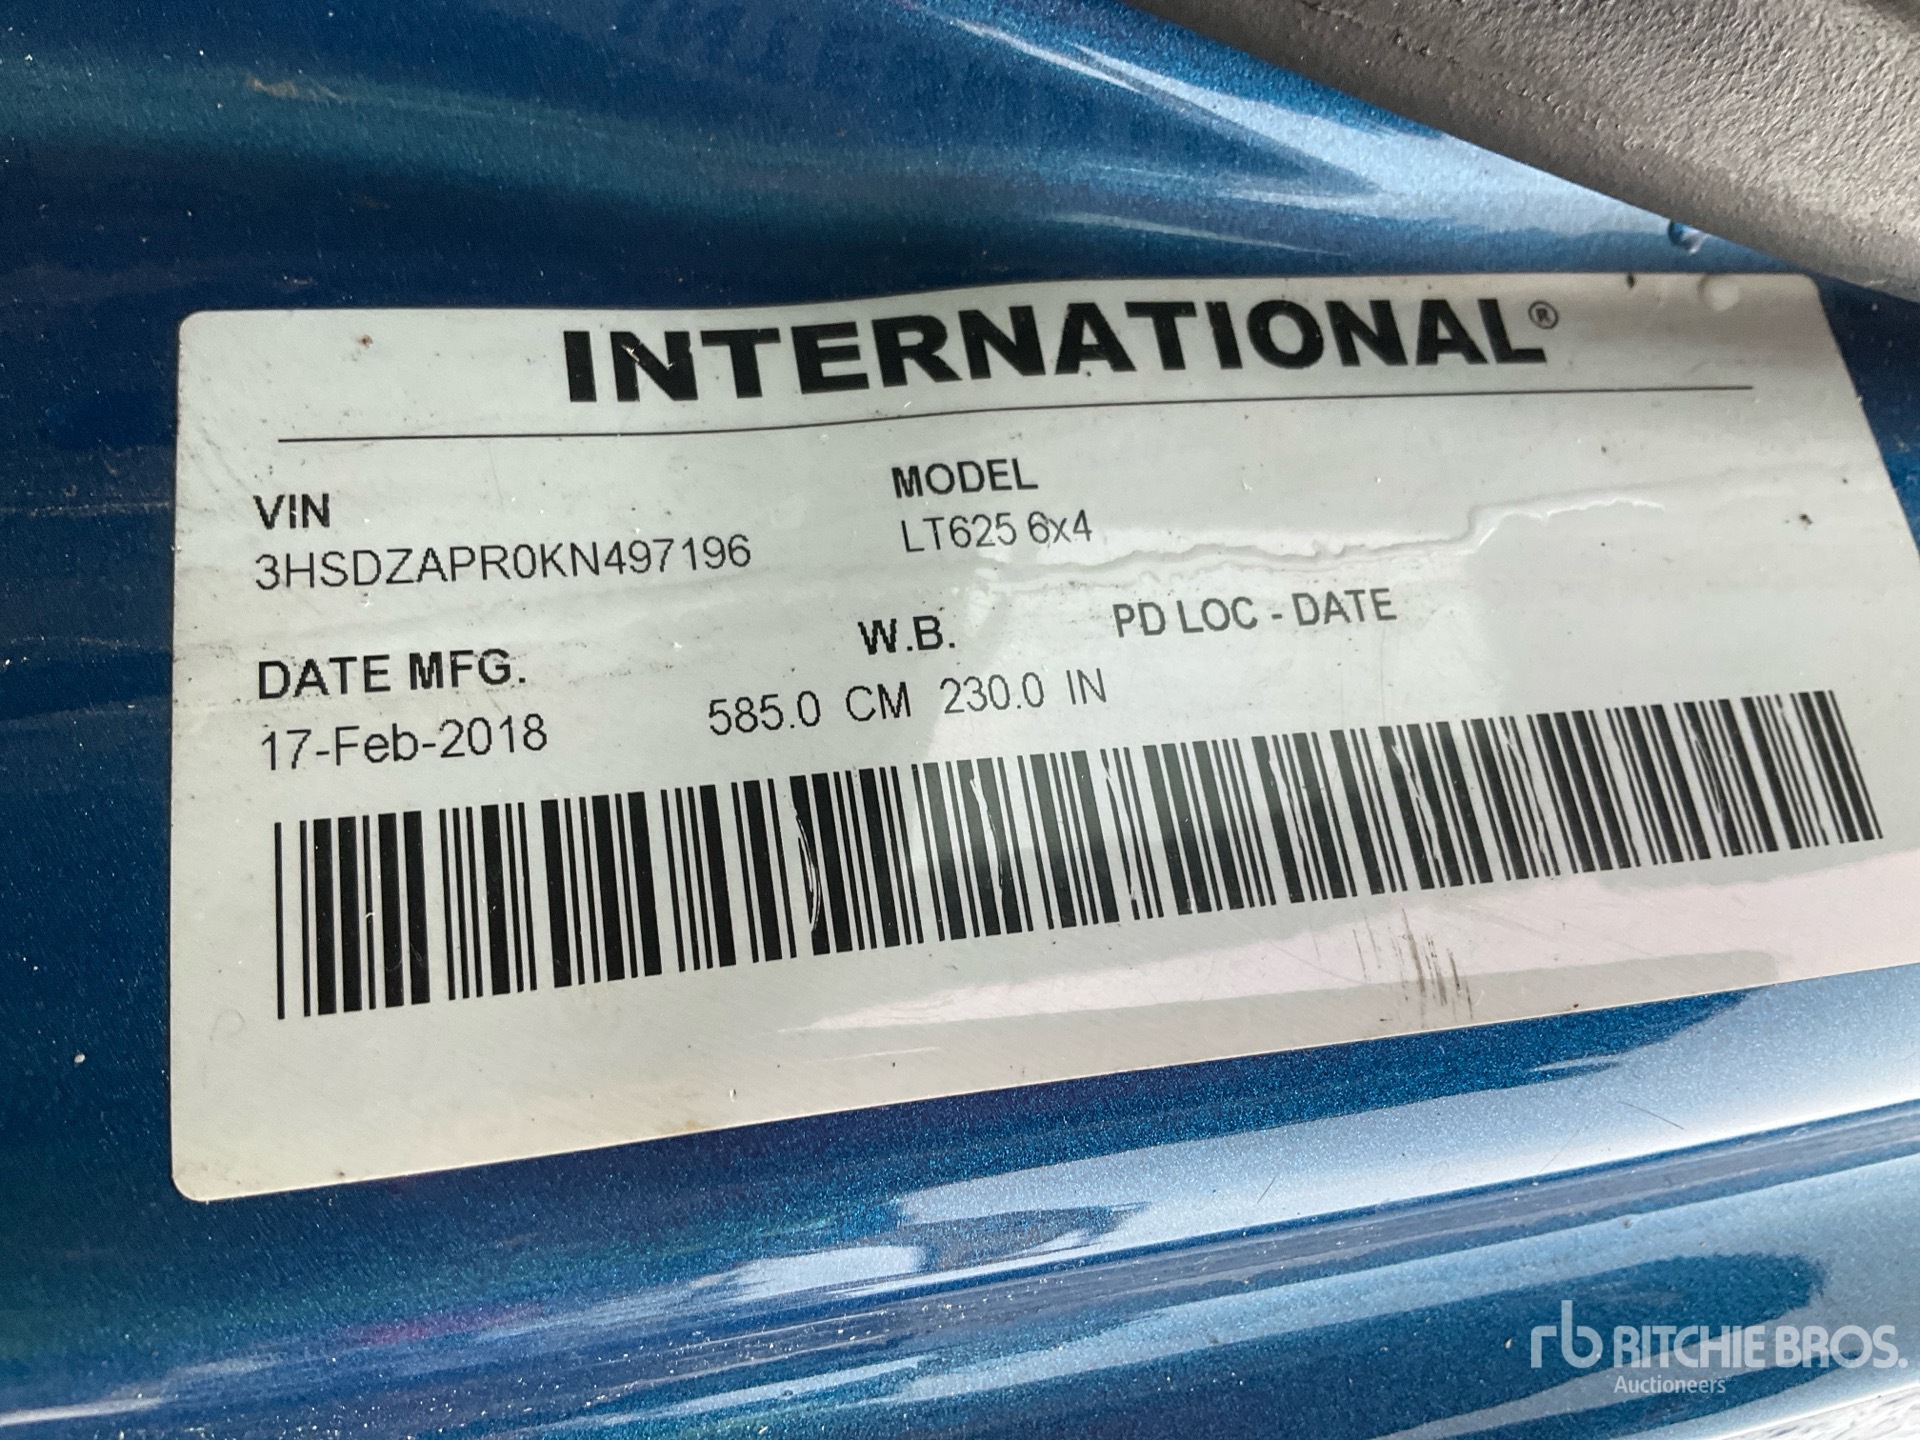 INTERNATIONAL®
VIN
3HSDZAPR0KN497196
MODEL
LT625 6x4
DATE MFG.
17-Feb-2018
W.B.
585.0 CM 230.0 IN
PD LOC - DATE
rb RITCHIE BROS.
Auctioneers